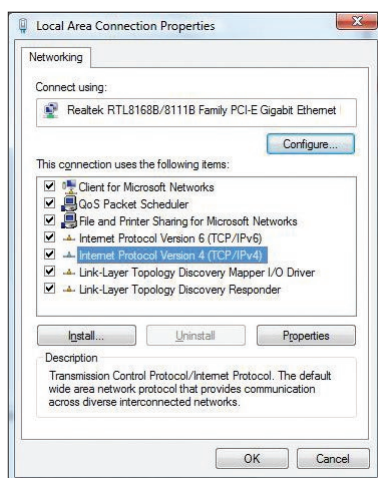 Local Area Connection Properties
Networking
Connect using:
Realtek RTL8168B/8111B Family PCI-E Gigabit Ethernet
Configure...
This connection uses the following items:
Client for Microsoft Networks
QoS Packet Scheduler
File and Printer Sharing for Microsoft Networks
Internet Protocol Version 6 (TCP/IPv6)
Internet Protocol Version 4 (TCP/IPv4)
Link-Layer Topology Discovery Mapper I/O Driver
Link-Layer Topology Discovery Responder
Install... Uninstall Properties
Description
Transmission Control Protocol/Internet Protocol. The default
wide area network protocol that provides communication
across diverse interconnected networks.
OK Cancel